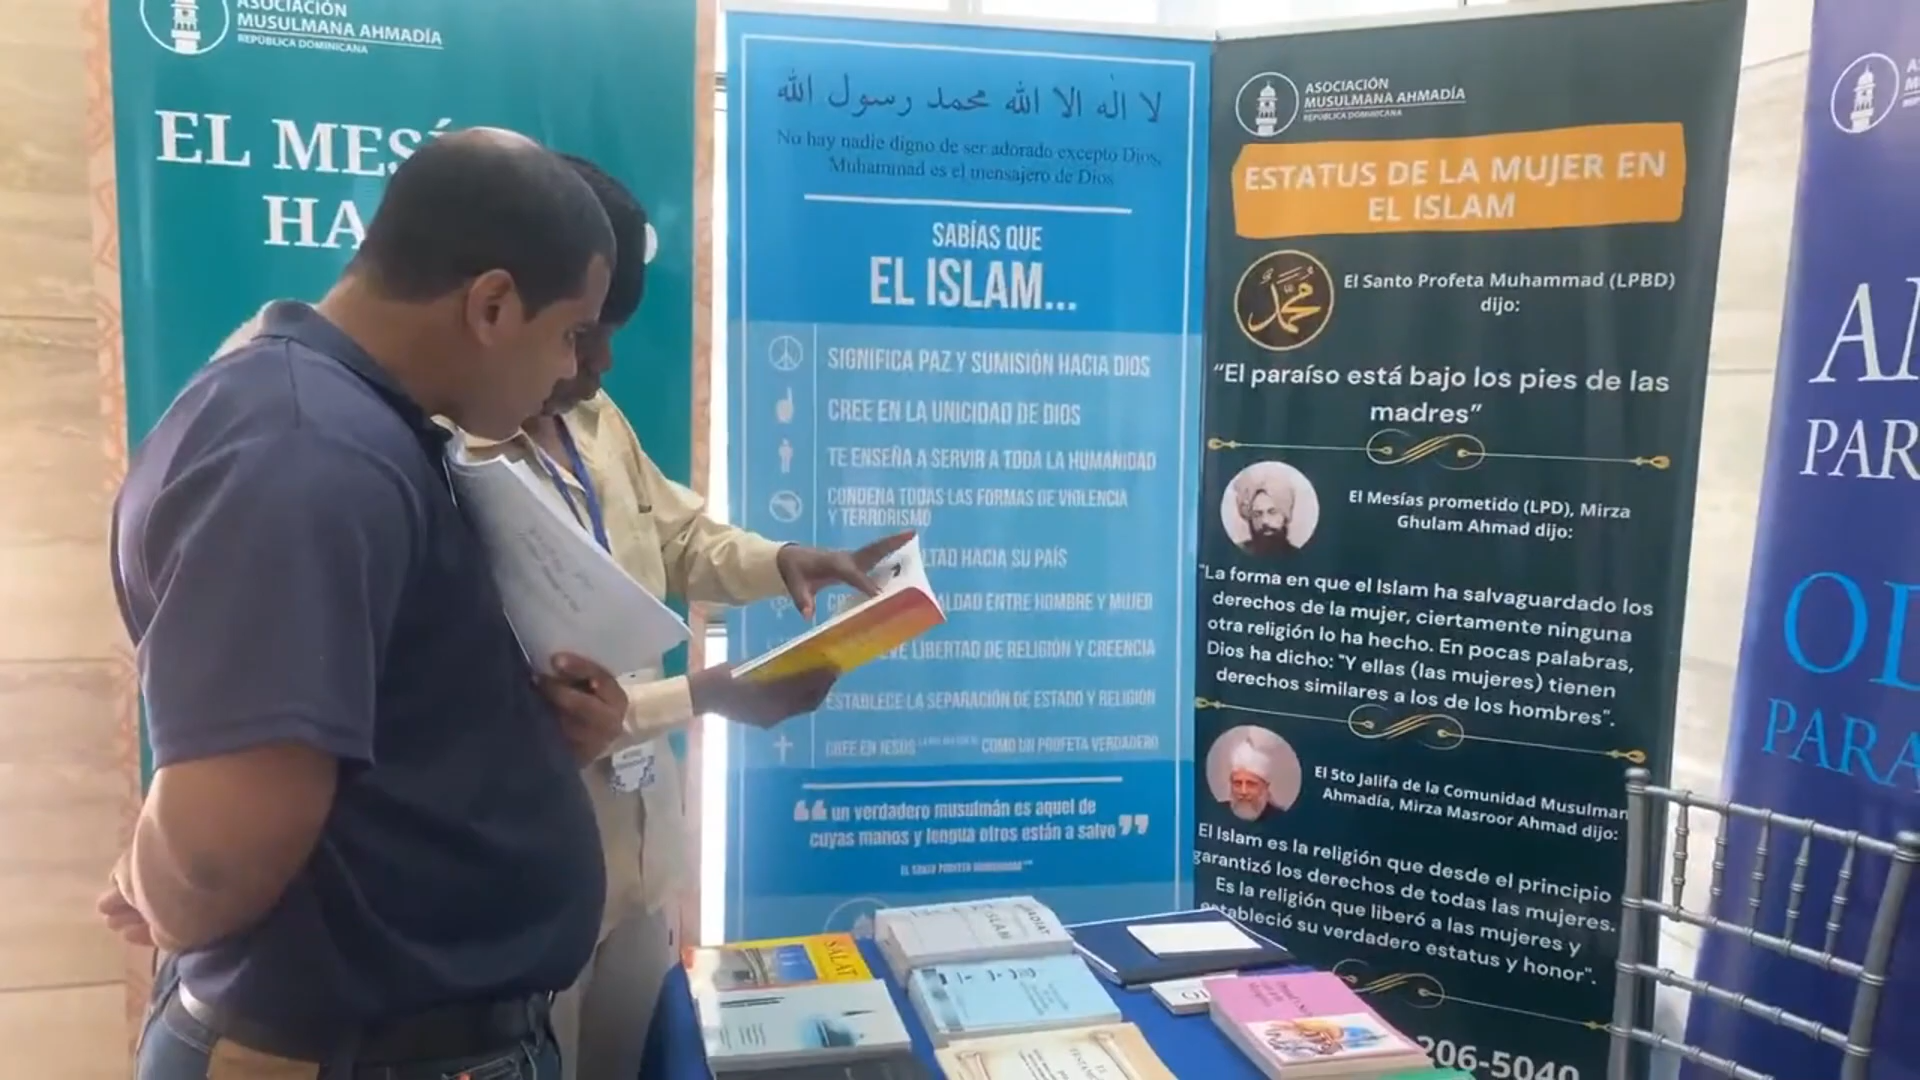 ASOCIACIÓN
MUSULMANA AHMADÍA
REPÚBLICA DOMINICANA
EL
HA
لا اله الا الله محمد رسول الله
No hay nadie digno de ser adorado excepto Dios,
Muhammad es el mensajero de Dios
SABÍAS QUE
EL ISLAM...
SIGNIFICA PAZ Y SUMISIÓN HACIA DIOS
CREE EN LA UNICIDAD DE DIOS
TE ENSEÑA A SERVIR A TODA LA HUMANIDAD
CONDENA TODAS LAS FORMAS DE VIOLENCIA
Y TERRORISMO
HACIA SU PAÍS
ENTRE HOMBRE Y MUJER
LIBERTAD DE RELIGIÓN Y CREENCIA
ESTABLECE LA SEPARACIÓN DE ESTADO Y RELIGIÓN
CREE EN JESÚS COMO UN PROFETA VERDADERO
“un verdadero musulmán es aquel de
cuyas manos y lengua otros están a salvo”
EL SANTO PROFETA MUHAMMAD
ASOCIACIÓN
MUSULMANA AHMADÍA
REPÚBLICA DOMINICANA
ESTATUS DE LA MUJER EN
EL ISLAM
محمد
El Santo Profeta Muhammad (LPBD)
dijo:
“El paraíso está bajo los pies de las
madres”
El Mesías prometido (LPD), Mirza
Ghulam Ahmad dijo:
"La forma en que el Islam ha salvaguardado los
derechos de la mujer, ciertamente ninguna
otra religión lo ha hecho. En pocas palabras,
Dios ha dicho: "Y ellas (las mujeres) tienen
derechos similares a los de los hombres".
El 5to Jalifa de la Comunidad Musulman
Ahmadía, Mirza Masroor Ahmad dijo:
El Islam es la religión que desde el principio
garantizó los derechos de todas las mujeres.
Es la religión que liberó a las mujeres y
estableció su verdadero estatus y honor".
206-5040
PAR
PARA
SALAT
ISLAM